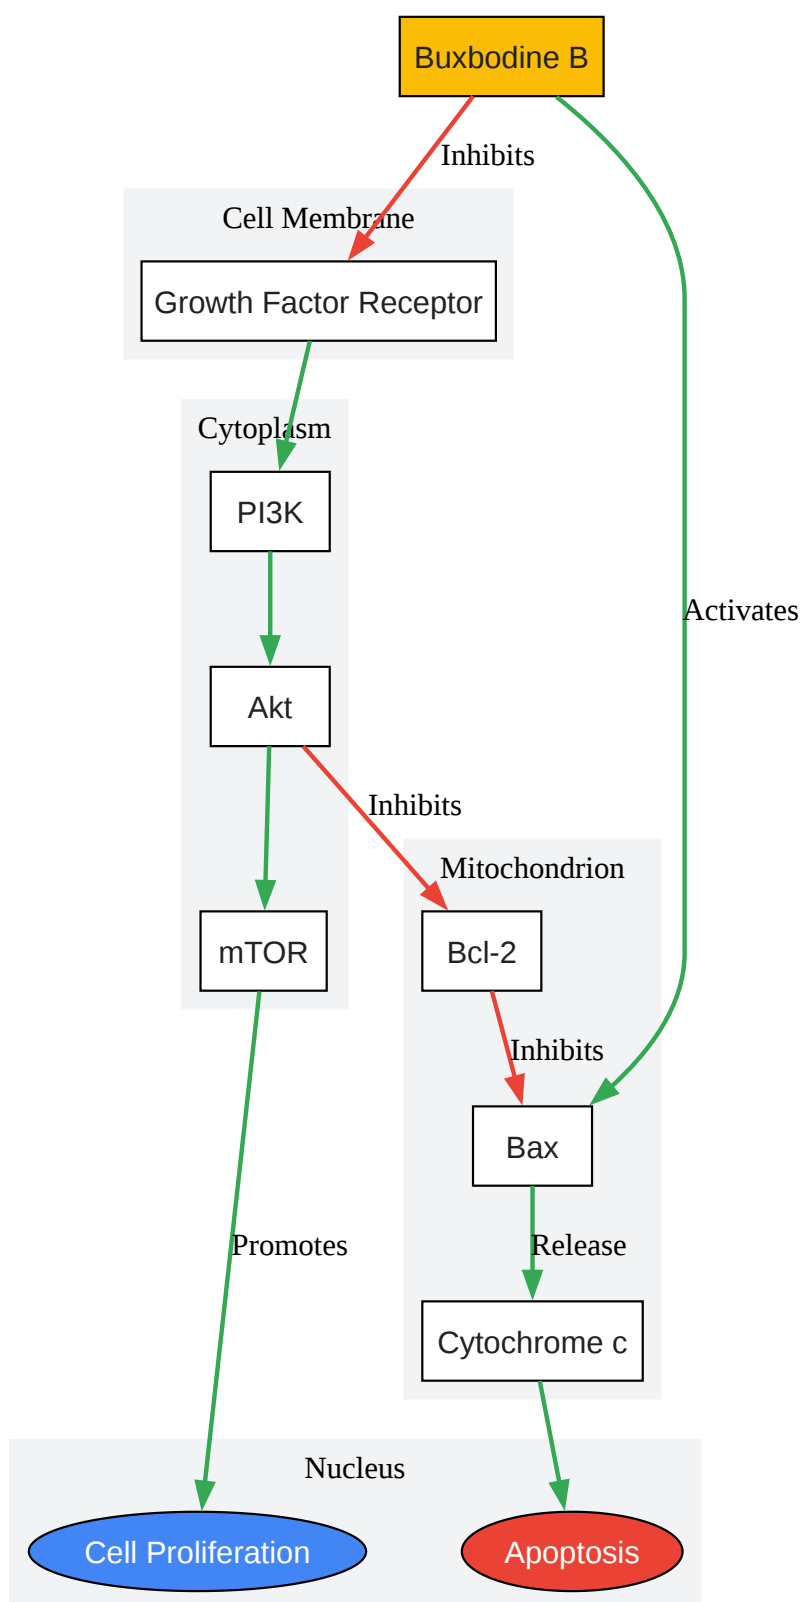 Buxbodine B
Inhibits
Cell Membrane
Growth Factor Receptor
Cytoplasm
PI3K
Activates
Akt
Inhibits
Mitochondrion
mTOR
Bcl-2
Inhibits
Bax
Promotes
Release
Cytochrome c
Nucleus
Cell Proliferation
Apoptosis